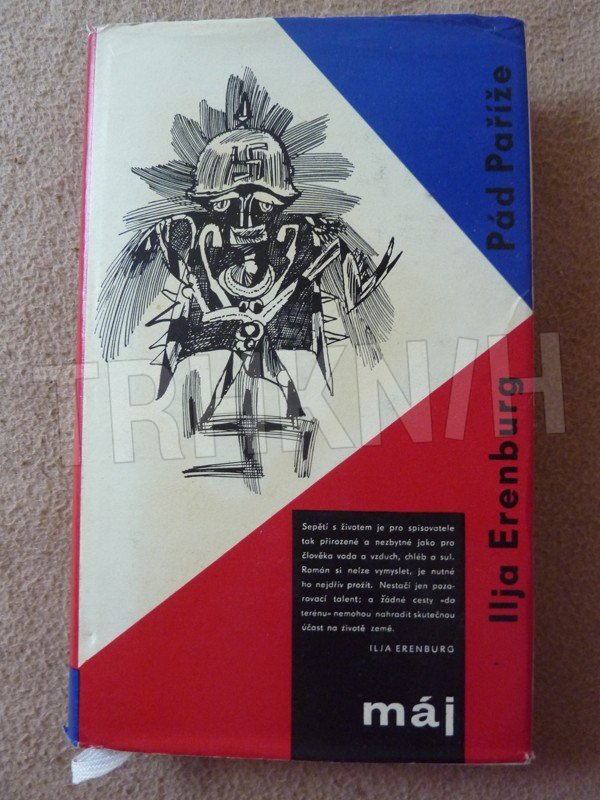 Pád Paříže
Ilja Erenburg
TRHKNIH
Sepětí s životem je pro spisovatele
tak přirozené a nezbytné jako pro
člověka voda a vzduch, chléb a sůl.
Román si nelze vymyslet, je nutné
ho nejdřív prožít. Nestačí jen pozo-
rovací talent; a žádné cesty »do
terénu« nemohou nahradit skutečnou
účast na životě země.
ILJA ERENBURG
máj